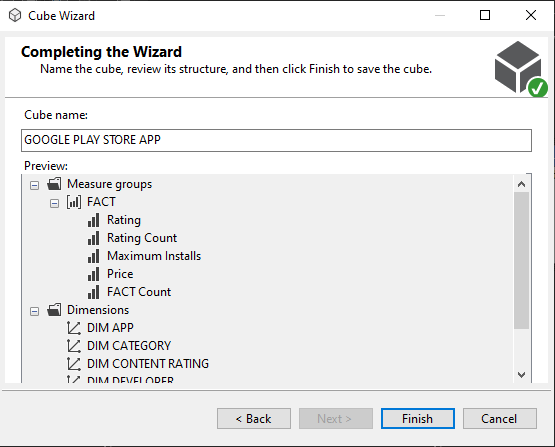 Cube Wizard
Completing the Wizard
Name the cube, review its structure, and then click Finish to save the cube.
Cube name:
GOOGLE PLAY STORE APP
Preview:
Measure groups
FACT
Rating
Rating Count
Maximum Installs
Price
FACT Count
Dimensions
DIM APP
DIM CATEGORY
DIM CONTENT RATING
DIM DEVELOPER
< Back
Next >
Finish
Cancel